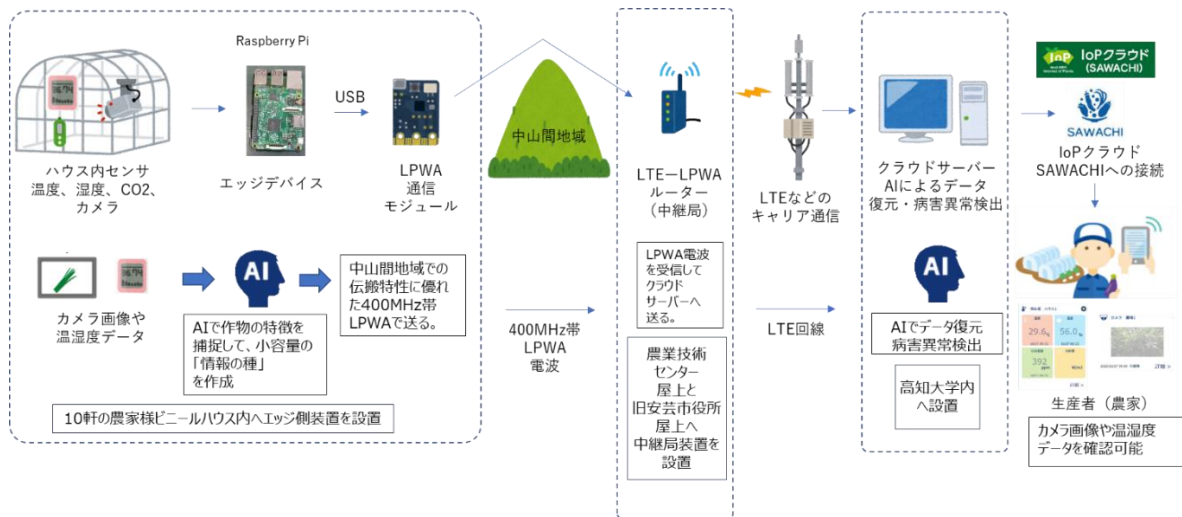 Raspberry Pi
USB
ハウス内センサ
温度、湿度、CO2、
カメラ
エッジデバイス
LPWA
通信
モジュール
中山間地域
LTEーLPWA
ルーター
(中継局)
LTEなどの
キャリア通信
クラウドサーバー
AIによるデータ
復元・病害異常検出
IoP
IoPクラウド
(SAWACHI)
SAWACHI
IoPクラウド
SAWACHIへの接続
カメラ画像や
温湿度データ
AI
AIで作物の特徴を
捕捉して、小容量の
「情報の種」
を作成
中山間地域での
伝搬特性に優れ
た400MHz帯
LPWAで送る。
400MHz帯
LPWA
電波
LPWA電波
を受信して
クラウド
サーバーへ
送る。
農業技術
センター
屋上と
旧安芸市役所
屋上へ
中継局装置を
設置
LTE回線
AI
AIでデータ復元
病害異常検出
高知大学内
へ設置
29.6
56.0
392
ppm
生産者(農家)
カメラ画像や温湿度
データを確認可能
10軒の農家様ビニールハウス内へエッジ側装置を設置